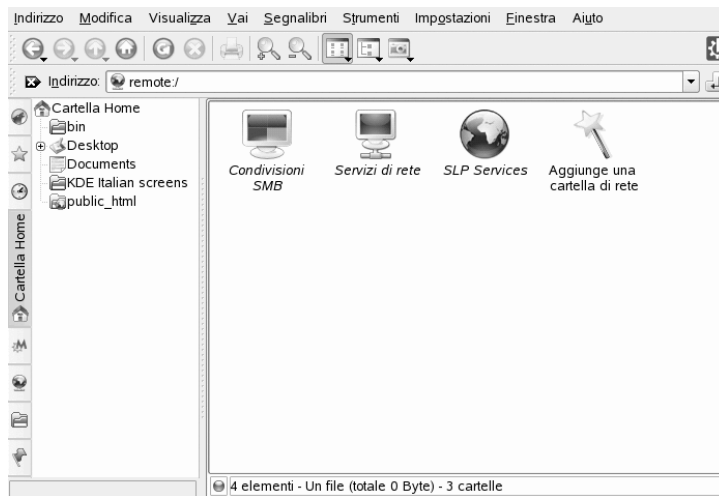 Indirizzo Modifica Visualizza Vai Segnalibri Strumenti Impostazioni Finestra Aiuto
Indirizzo: remote:/
Cartella Home
bin
Desktop
Documents
KDE Italian screens
public_html
Cartella Home
Condivisioni SMB
Servizi di rete
SLP Services
Aggiunge una
cartella di rete
4 elementi - Un file (totale 0 Byte) - 3 cartelle